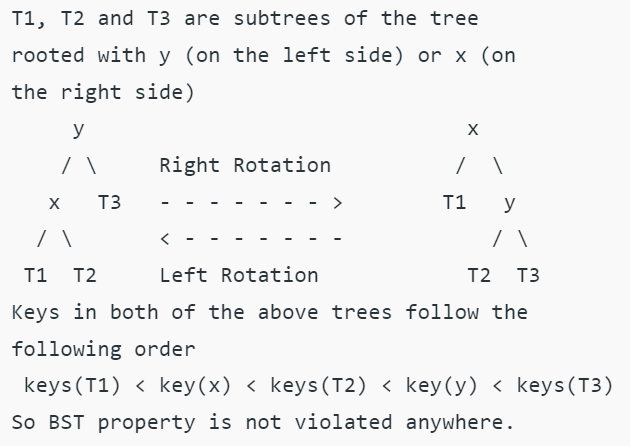 T1, T2 and T3 are subtrees of the tree
rooted with y (on the left side) or x (on
the right side)
     y                               x
    / \     Right Rotation          /  \
   x   T3   - - - - - - - >        T1   y
  / \       < - - - - - - -            / \
 T1  T2     Left Rotation            T2  T3
Keys in both of the above trees follow the
following order
 keys(T1) < key(x) < keys(T2) < key(y) < keys(T3)
So BST property is not violated anywhere.